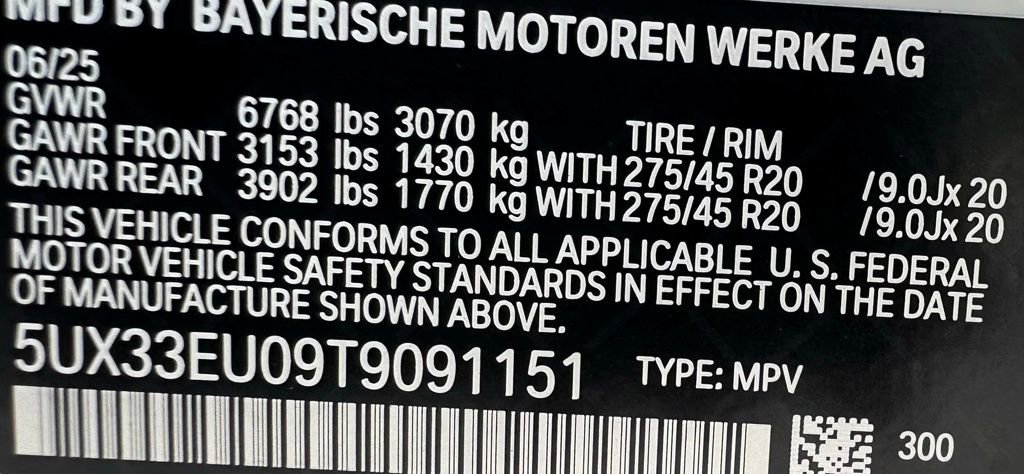 MFD BY BAYERISCHE MOTOREN WERKE AG
06/25
GVWR 6768 lbs 3070 kg TIRE / RIM
GAWR FRONT 3153 lbs 1430 kg WITH 275/45 R20 /9.0Jx 20
GAWR REAR 3902 lbs 1770 kg WITH 275/45 R20 /9.0Jx 20
THIS VEHICLE CONFORMS TO ALL APPLICABLE U. S. FEDERAL
MOTOR VEHICLE SAFETY STANDARDS IN EFFECT ON THE DATE
OF MANUFACTURE SHOWN ABOVE.
5UX33EU09T9091151 TYPE: MPV
300